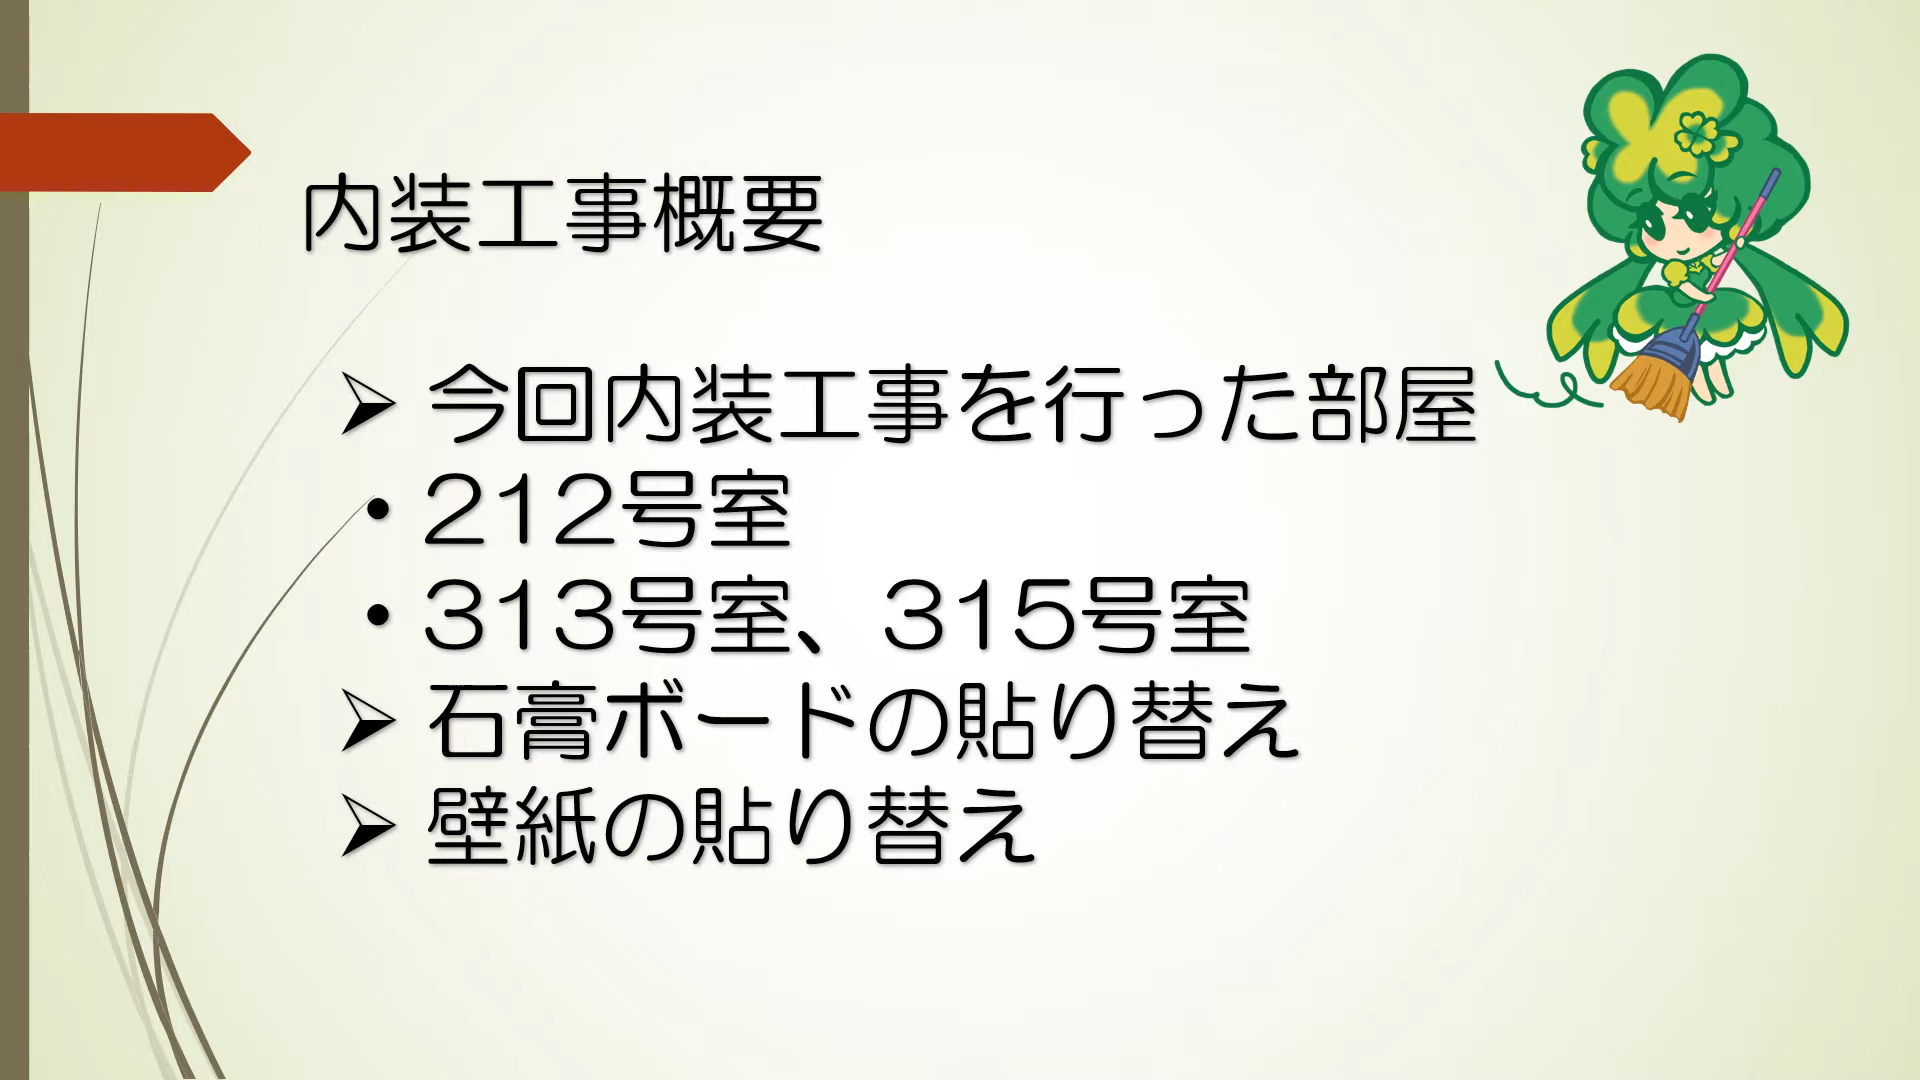 内装工事概要
➢ 今回内装工事を行った部屋
• 212号室
• 313号室、315号室
➢ 石膏ボードの貼り替え
➢ 壁紙の貼り替え